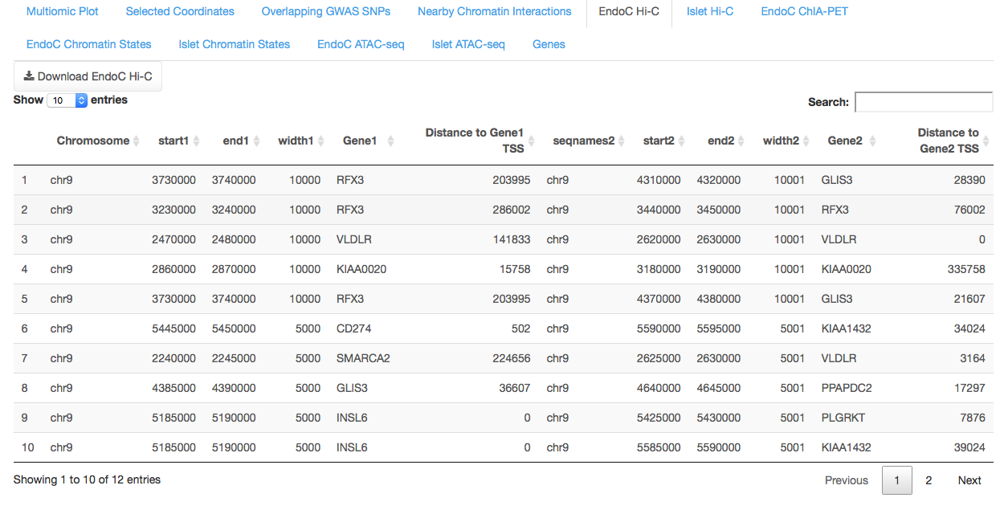 Multiomic Plot Selected Coordinates Overlapping GWAS SNPs Nearby Chromatin Interactions EndoC Hi-C Islet Hi-C EndoC ChIA-PET
EndoC Chromatin States Islet Chromatin States EndoC ATAC-seq Islet ATAC-seq Genes
Download EndoC Hi-C
Show 10 entries
Search:
Chromosome start1 end1 width1 Gene1 Distance to Gene1 TSS seqnames2 start2 end2 width2 Gene2 Distance to Gene2 TSS
1 chr9 3730000 3740000 10000 RFX3 203995 chr9 4310000 4320000 10001 GLIS3 28390
2 chr9 3230000 3240000 10000 RFX3 286002 chr9 3440000 3450000 10001 RFX3 76002
3 chr9 2470000 2480000 10000 VLDLR 141833 chr9 2620000 2630000 10001 VLDLR 0
4 chr9 2860000 2870000 10000 KIAA0020 15758 chr9 3180000 3190000 10001 KIAA0020 335758
5 chr9 3730000 3740000 10000 RFX3 203995 chr9 4370000 4380000 10001 GLIS3 21607
6 chr9 5445000 5450000 5000 CD274 502 chr9 5590000 5595000 5001 KIAA1432 34024
7 chr9 2240000 2245000 5000 SMARCA2 224656 chr9 2625000 2630000 5001 VLDLR 3164
8 chr9 4385000 4390000 5000 GLIS3 36607 chr9 4640000 4645000 5001 PPAPDC2 17297
9 chr9 5185000 5190000 5000 INSL6 0 chr9 5425000 5430000 5001 PLGRKT 7876
10 chr9 5185000 5190000 5000 INSL6 0 chr9 5585000 5590000 5001 KIAA1432 39024
Showing 1 to 10 of 12 entries
Previous 1 2 Next